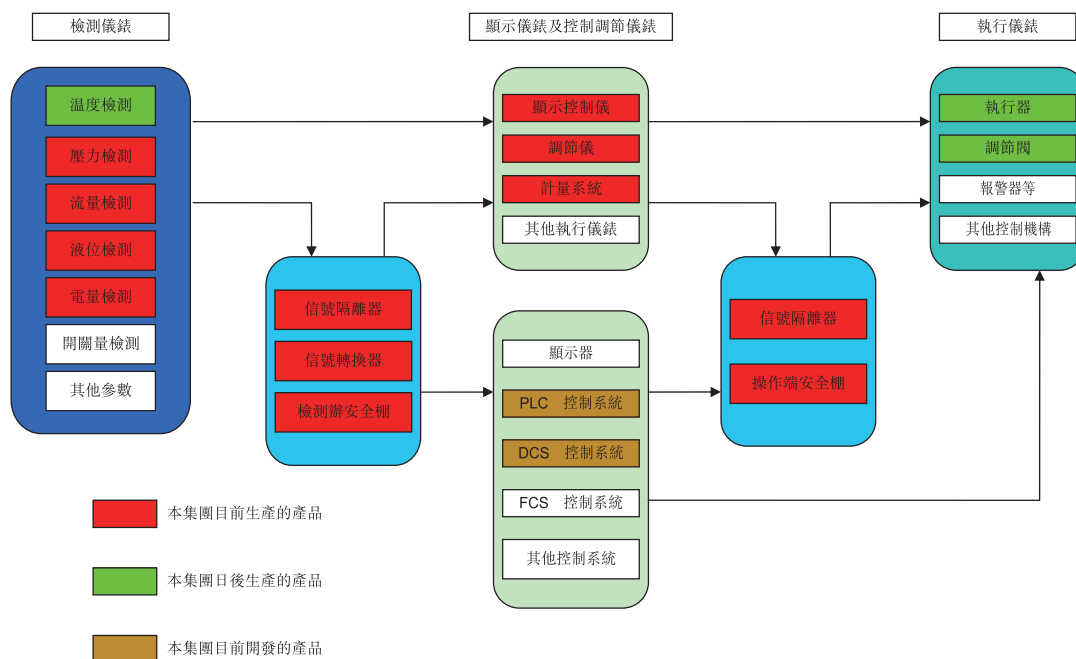 檢測儀錶
顯示儀錶及控制調節儀錶
執行儀錶
温度檢測
壓力檢測
流量檢測
液位檢測
電量檢測
開關量檢測
其他參數
信號隔離器
信號轉換器
檢測辦安全棚
顯示控制儀
調節儀
計量系統
其他執行儀錶
顯示器
PLC 控制系統
DCS 控制系統
FCS 控制系統
其他控制系統
信號隔離器
操作端安全棚
執行器
調節閥
報警器等
其他控制機構
本集團目前生產的產品
本集團日後生產的產品
本集團目前開發的產品